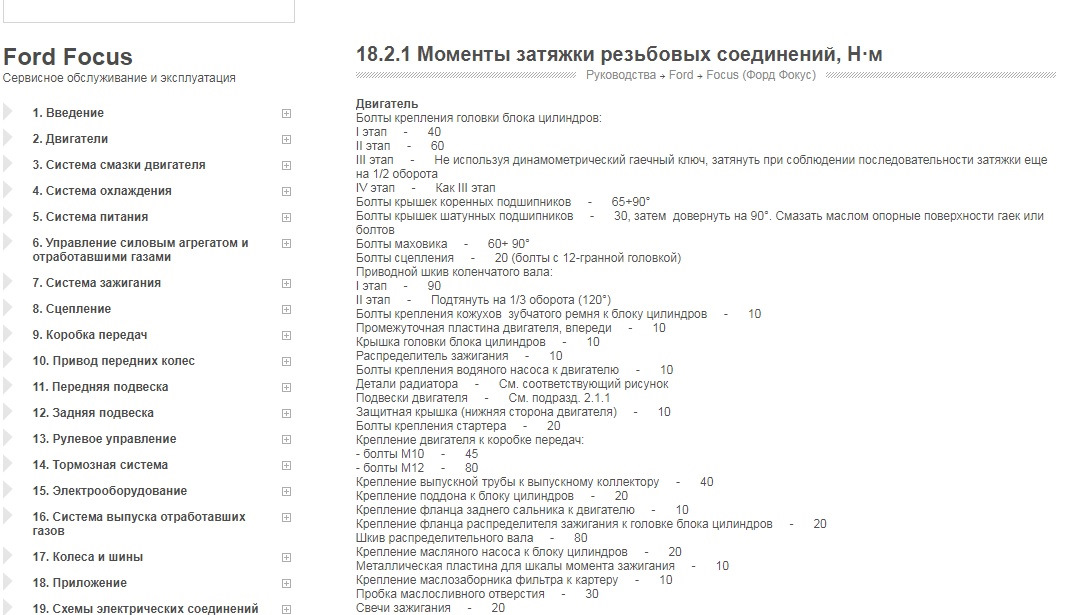 Ford Focus
Сервисное обслуживание и эксплуатация
1. Введение
2. Двигатели
3. Система смазки двигателя
4. Система охлаждения
5. Система питания
6. Управление силовым агрегатом и
отработавшими газами
7. Система зажигания
8. Сцепление
9. Коробка передач
10. Привод передних колес
11. Передняя подвеска
12. Задняя подвеска
13. Рулевое управление
14. Тормозная система
15. Электрооборудование
16. Система выпуска отработавших
газов
17. Колеса и шины
18. Приложение
19. Схемы электрических соединений
18.2.1 Моменты затяжки резьбовых соединений, Н·м
Руководства → Ford → Focus (Форд Фокус)
Двигатель
Болты крепления головки блока цилиндров:
I этап - 40
II этап - 60
III этап - Не используя динамометрический гаечный ключ, затянуть при соблюдении последовательности затяжки еще
на 1/2 оборота
IV этап - Как III этап
Болты крышек коренных подшипников - 65+90°
Болты крышек шатунных подшипников - 30, затем довернуть на 90°. Смазать маслом опорные поверхности гаек или
болтов
Болты маховика - 60+ 90°
Болты сцепления - 20 (болты с 12-гранной головкой)
Приводной шкив коленчатого вала:
I этап - 90
II этап - Подтянуть на 1/3 оборота (120°)
Болты крепления кожухов зубчатого ремня к блоку цилиндров - 10
Промежуточная пластина двигателя, впереди - 10
Крышка головки блока цилиндров - 10
Распределитель зажигания - 10
Болты крепления водяного насоса к двигателю - 10
Детали радиатора - См. соответствующий рисунок
Подвески двигателя - См. подразд. 2.1.1
Защитная крышка (нижняя сторона двигателя) - 10
Болты крепления стартера - 20
Крепление двигателя к коробке передач:
- болты М10 - 45
- болты М12 - 80
Крепление выпускной трубы к выпускному коллектору - 40
Крепление поддона к блоку цилиндров - 20
Крепление фланца заднего сальника к двигателю - 10
Крепление фланца распределителя зажигания к головке блока цилиндров - 20
Шкив распределительного вала - 80
Крепление масляного насоса к блоку цилиндров - 20
Металлическая пластина для шкалы момента зажигания - 10
Крепление маслозаборника фильтра к картеру - 10
Пробка маслосливного отверстия - 30
Свечи зажигания - 20